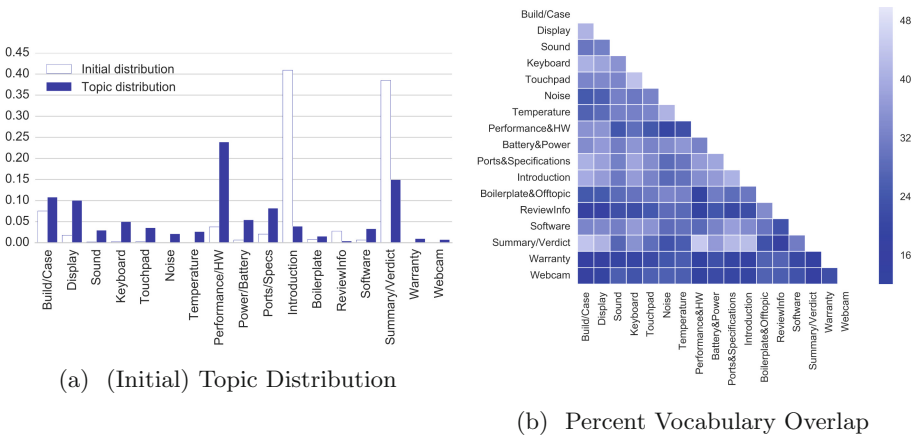 0.45
0.40
0.35
0.30
0.25
0.20
0.15
0.10
0.05
0.00
Initial distribution
Topic distribution
Build/Case
Display
Sound
Keyboard
Touchpad
Noise
Temperature
Performance/HW
Power/Battery
Ports/Specs
Introduction
Boilerplate
ReviewInfo
Software
Summary/Verdict
Warranty
Webcam
(a) (Initial) Topic Distribution
Build/Case
Display
Sound
Keyboard
Touchpad
Noise
Temperature
Performance&HW
Battery&Power
Ports&Specifications
Introduction
Boilerplate&Offtopic
ReviewInfo
Software
Summary/Verdict
Warranty
Webcam
Build/Case
Display
Sound
Keyboard
Touchpad
Noise
Temperature
Performance&HW
Battery&Power
Ports&Specifications
Introduction
Boilerplate&Offtopic
ReviewInfo
Software
Summary/Verdict
Warranty
Webcam
48
40
32
24
16
(b) Percent Vocabulary Overlap